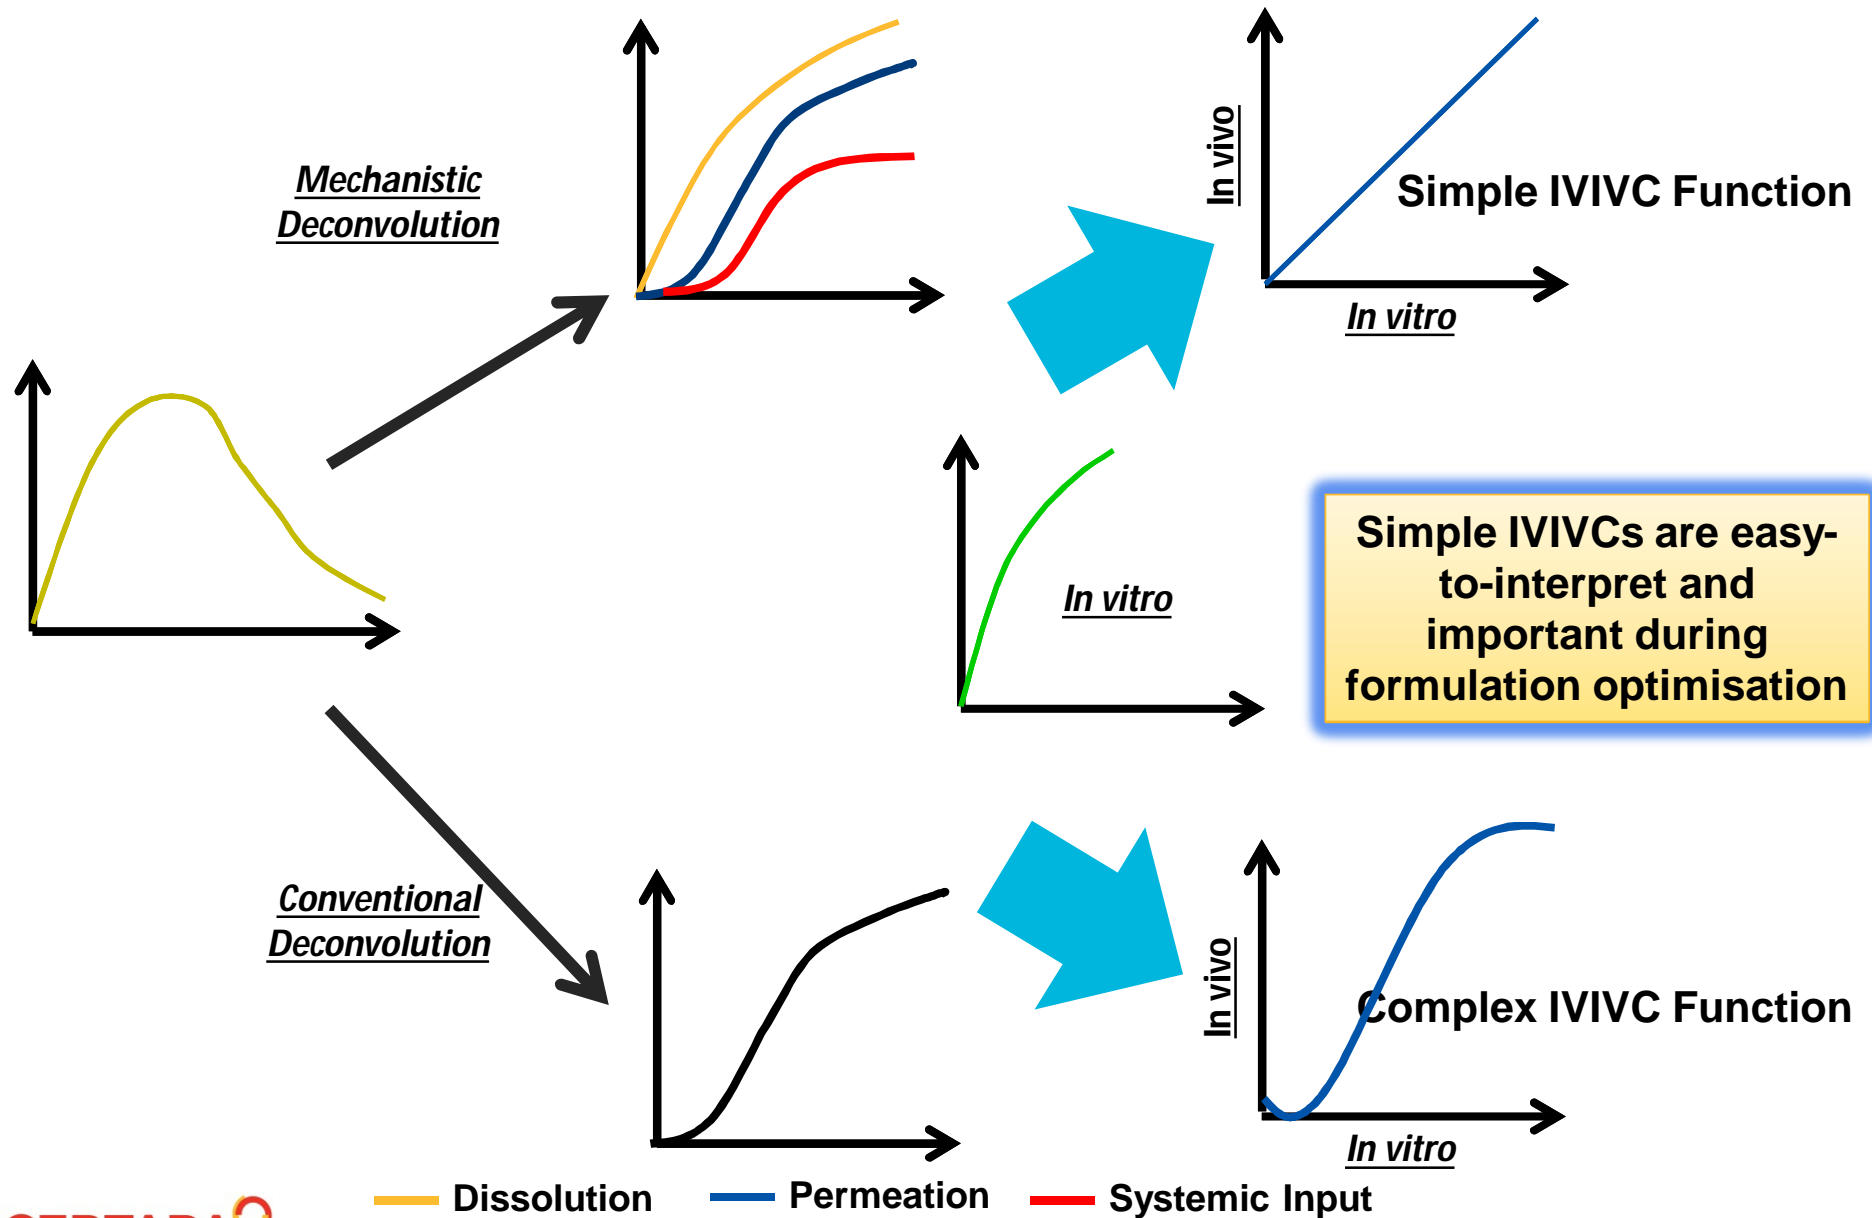 In vivo
Simple IVIVC Function
In vitro
Mechanistic
Deconvolution
In vitro
Simple IVIVCs are easy-
to-interpret and
important during
formulation optimisation
Conventional
Deconvolution
In vivo
Complex IVIVC Function
In vitro
Dissolution
Permeation
Systemic Input